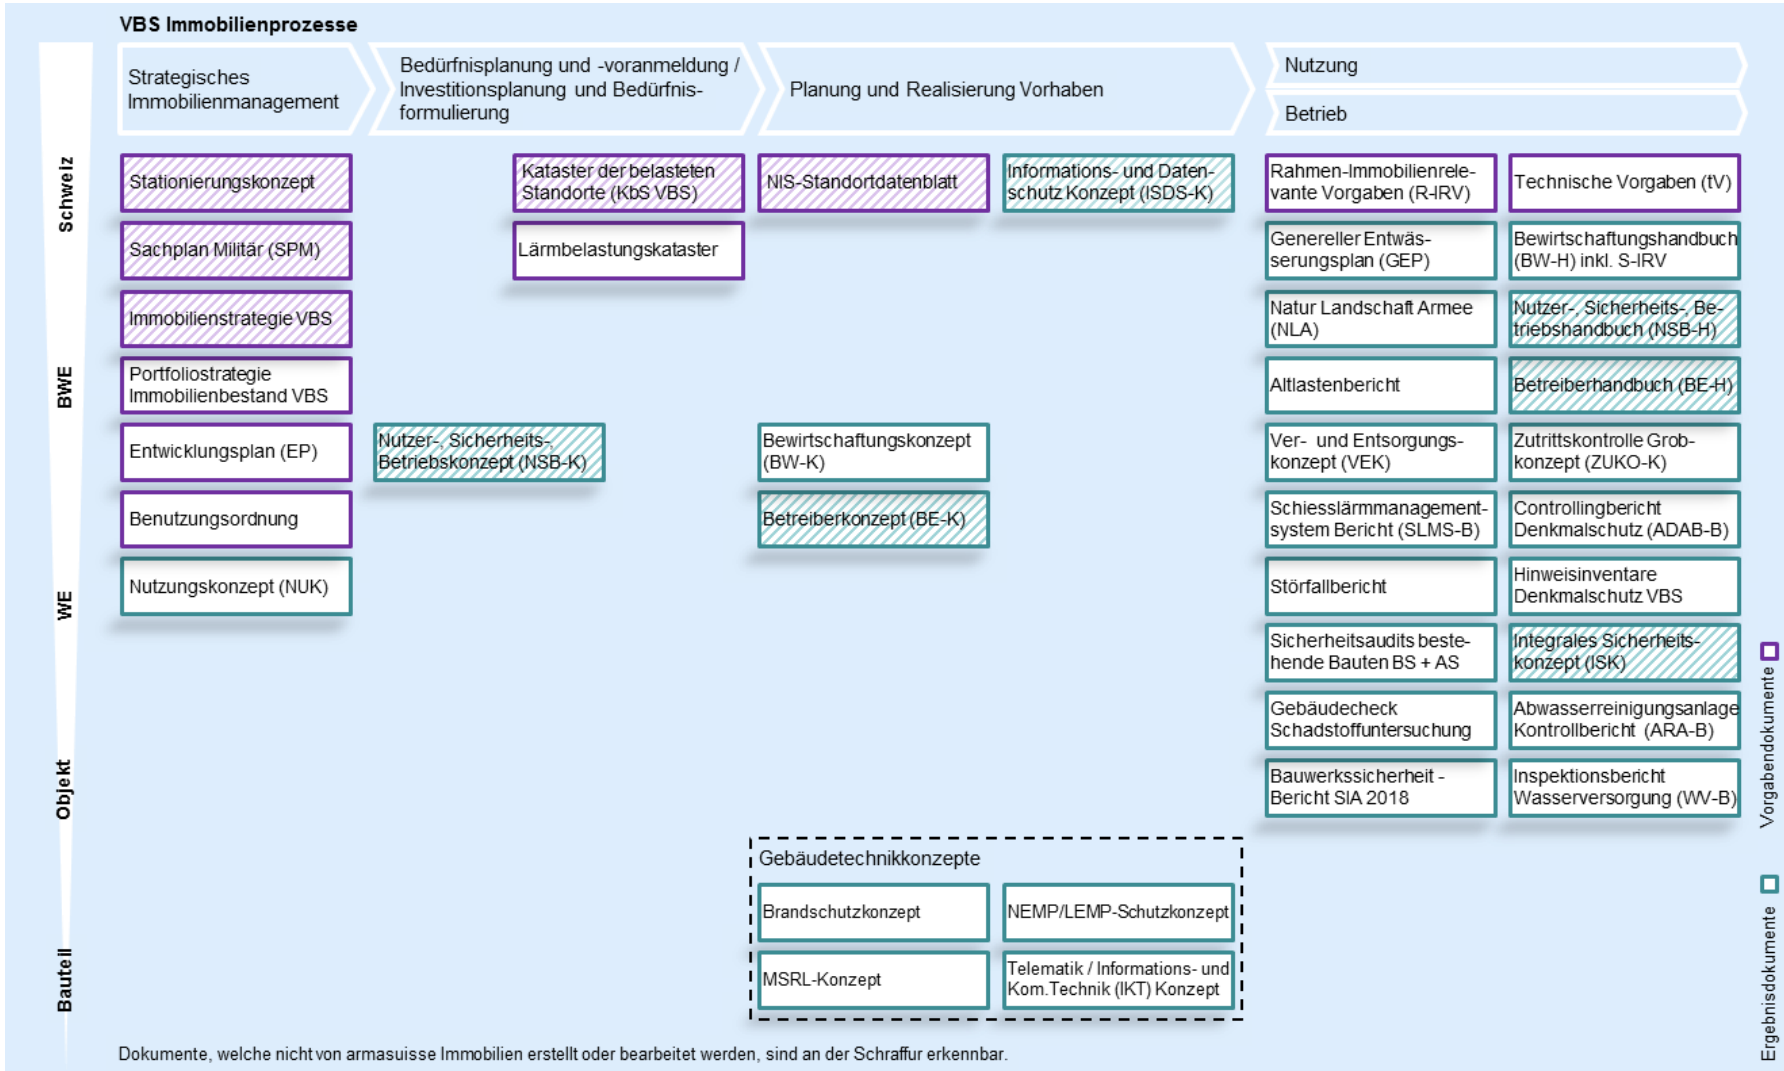 VBS Immobilienprozesse
Strategisches
Immobilienmanagement
Bedürfnisplanung und -voranmeldung /
Investitionsplanung und Bedürfnis-
formulierung
Planung und Realisierung Vorhaben
Nutzung
Betrieb
Schweiz
BWE
WE
Objekt
Bauteil
Stationierungskonzept
Sachplan Militär (SPM)
Immobilienstrategie VBS
Portfoliostrategie
Immobilienbestand VBS
Entwicklungsplan (EP)
Benutzungsordnung
Nutzungskonzept (NUK)
Kataster der belasteten
Standorte (KbS VBS)
Lärmbelastungskataster
Nutzer-, Sicherheits-,
Betriebskonzept (NSB-K)
NIS-Standortdatenblatt
Informations- und Daten-
schutz Konzept (ISDS-K)
Bewirtschaftungskonzept
(BW-K)
Betreiberkonzept (BE-K)
Gebäudetechnikkonzepte
Brandschutzkonzept
NEMP/LEMP-Schutzkonzept
MSRL-Konzept
Telematik / Informations- und
Kom.Technik (IKT) Konzept
Rahmen-Immobilienrele-
vante Vorgaben (R-IRV)
Technische Vorgaben (tV)
Genereller Entwäs-
serungsplan (GEP)
Bewirtschaftungshandbuch
(BW-H) inkl. S-IRV
Natur Landschaft Armee
(NLA)
Nutzer-, Sicherheits-, Be-
triebshandbuch (NSB-H)
Altlastenbericht
Betreiberhandbuch (BE-H)
Ver- und Entsorgungs-
konzept (VEK)
Zutrittskontrolle Grob-
konzept (ZUKO-K)
Schiesslärmmanagement-
system Bericht (SLMS-B)
Controllingbericht
Denkmalschutz (ADAB-B)
Störfallbericht
Hinweisinventare
Denkmalschutz VBS
Sicherheitsaudits beste-
hende Bauten BS + AS
Integrales Sicherheits-
konzept (ISK)
Gebäudecheck
Schadstoffuntersuchung
Abwasserreinigungsanlage
Kontrollbericht (ARA-B)
Bauwerkssicherheit -
Bericht SIA 2018
Inspektionsbericht
Wasserversorgung (WV-B)
Vorgabendokumente
Ergebnisdokumente
Dokumente, welche nicht von armasuisse Immobilien erstellt oder bearbeitet werden, sind an der Schraffur erkennbar.